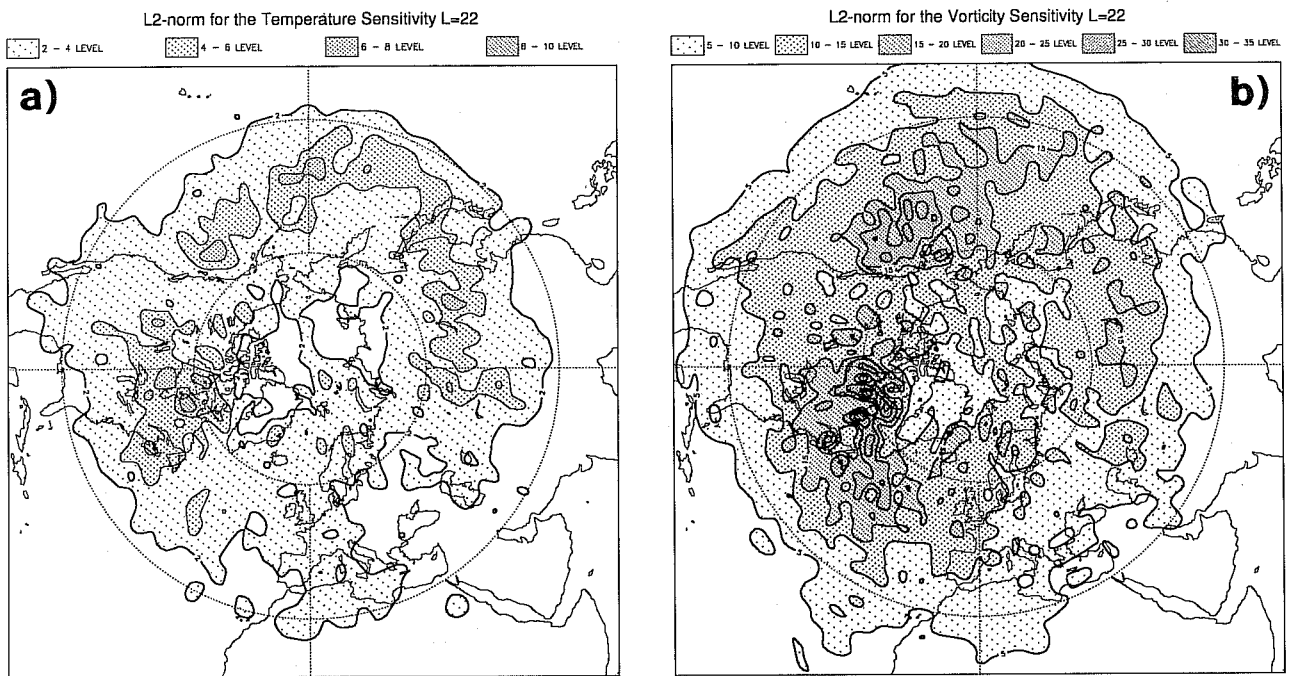 L2-norm for the Temperature Sensitivity L=22
2 - 4 LEVEL
4 - 6 LEVEL
6 - 8 LEVEL
8 - 10 LEVEL
a)
L2-norm for the Vorticity Sensitivity L=22
5 - 10 LEVEL
10 - 15 LEVEL
15 - 20 LEVEL
20 - 25 LEVEL
25 - 30 LEVEL
30 - 35 LEVEL
b)
2
15